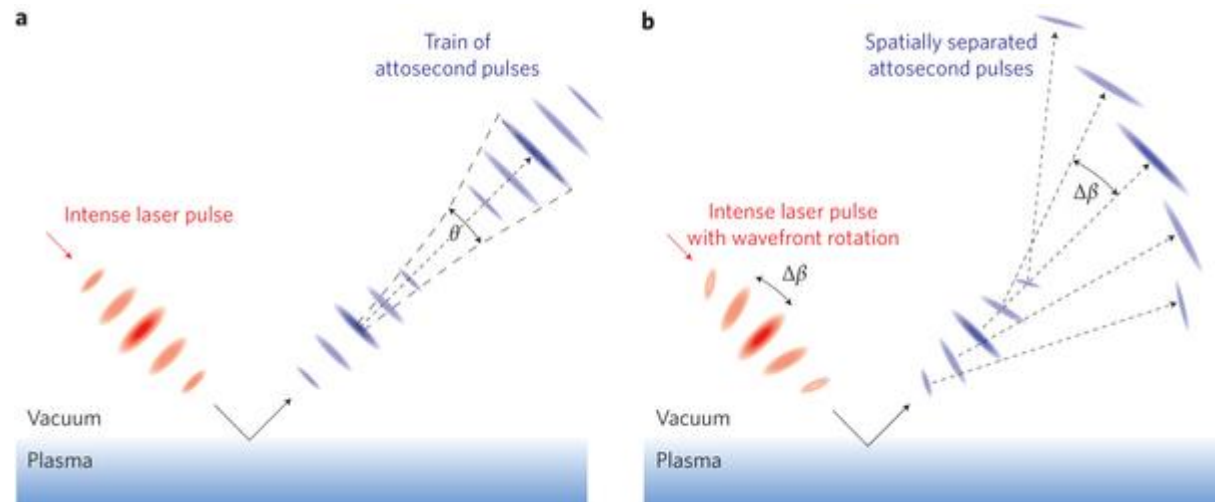 a
Train of
attosecond pulses
Intense laser pulse
θ
Vacuum
Plasma
b
Spatially separated
attosecond pulses
Δβ
Intense laser pulse
with wavefront rotation
Δβ
Vacuum
Plasma